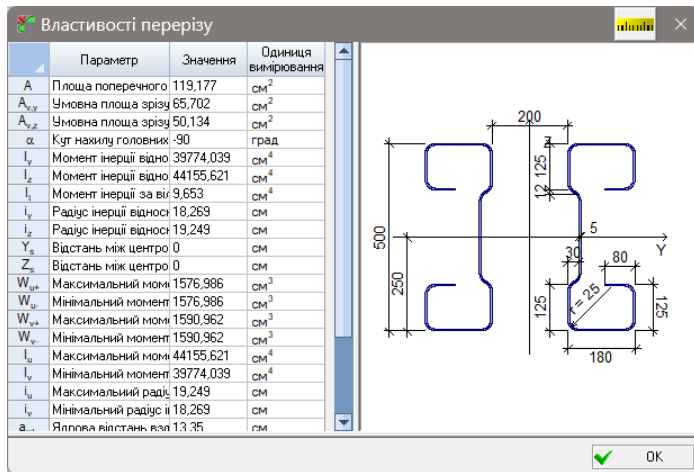 Властивості перерізу
Параметр Значення Одиниця вимірювання
A Площа поперечного 119,177 см²
Av,y Умовна площа зрізу 65,702 см²
Av,z Умовна площа зрізу 50,134 см²
α Кут нахилу головних -90 град
Iy Момент інерції відно 39774,039 см⁴
Iz Момент інерції відно 44155,621 см⁴
It Момент інерції за віл 9,653 см⁴
iy Радіус інерції віднос 18,269 см
iz Радіус інерції віднос 19,249 см
Ys Відстань між центро 0 см
Zs Відстань між центро 0 см
Wu+ Максимальний мом 1576,986 см³
Wu- Мінімальний момент 1576,986 см³
Wv+ Максимальний мом 1590,962 см³
Wv- Мінімальний момент 1590,962 см³
Iu Максимальний мом 44155,621 см⁴
Iv Мінімальний момент 39774,039 см⁴
iu Максимальний радіу 19,249 см
iv Мінімальний радіус і 18,269 см
Ядрова відстань взд 13,35 см
200
Z
125
12
500
5
Y
30
80
250
125
r = 25
125
180
OK